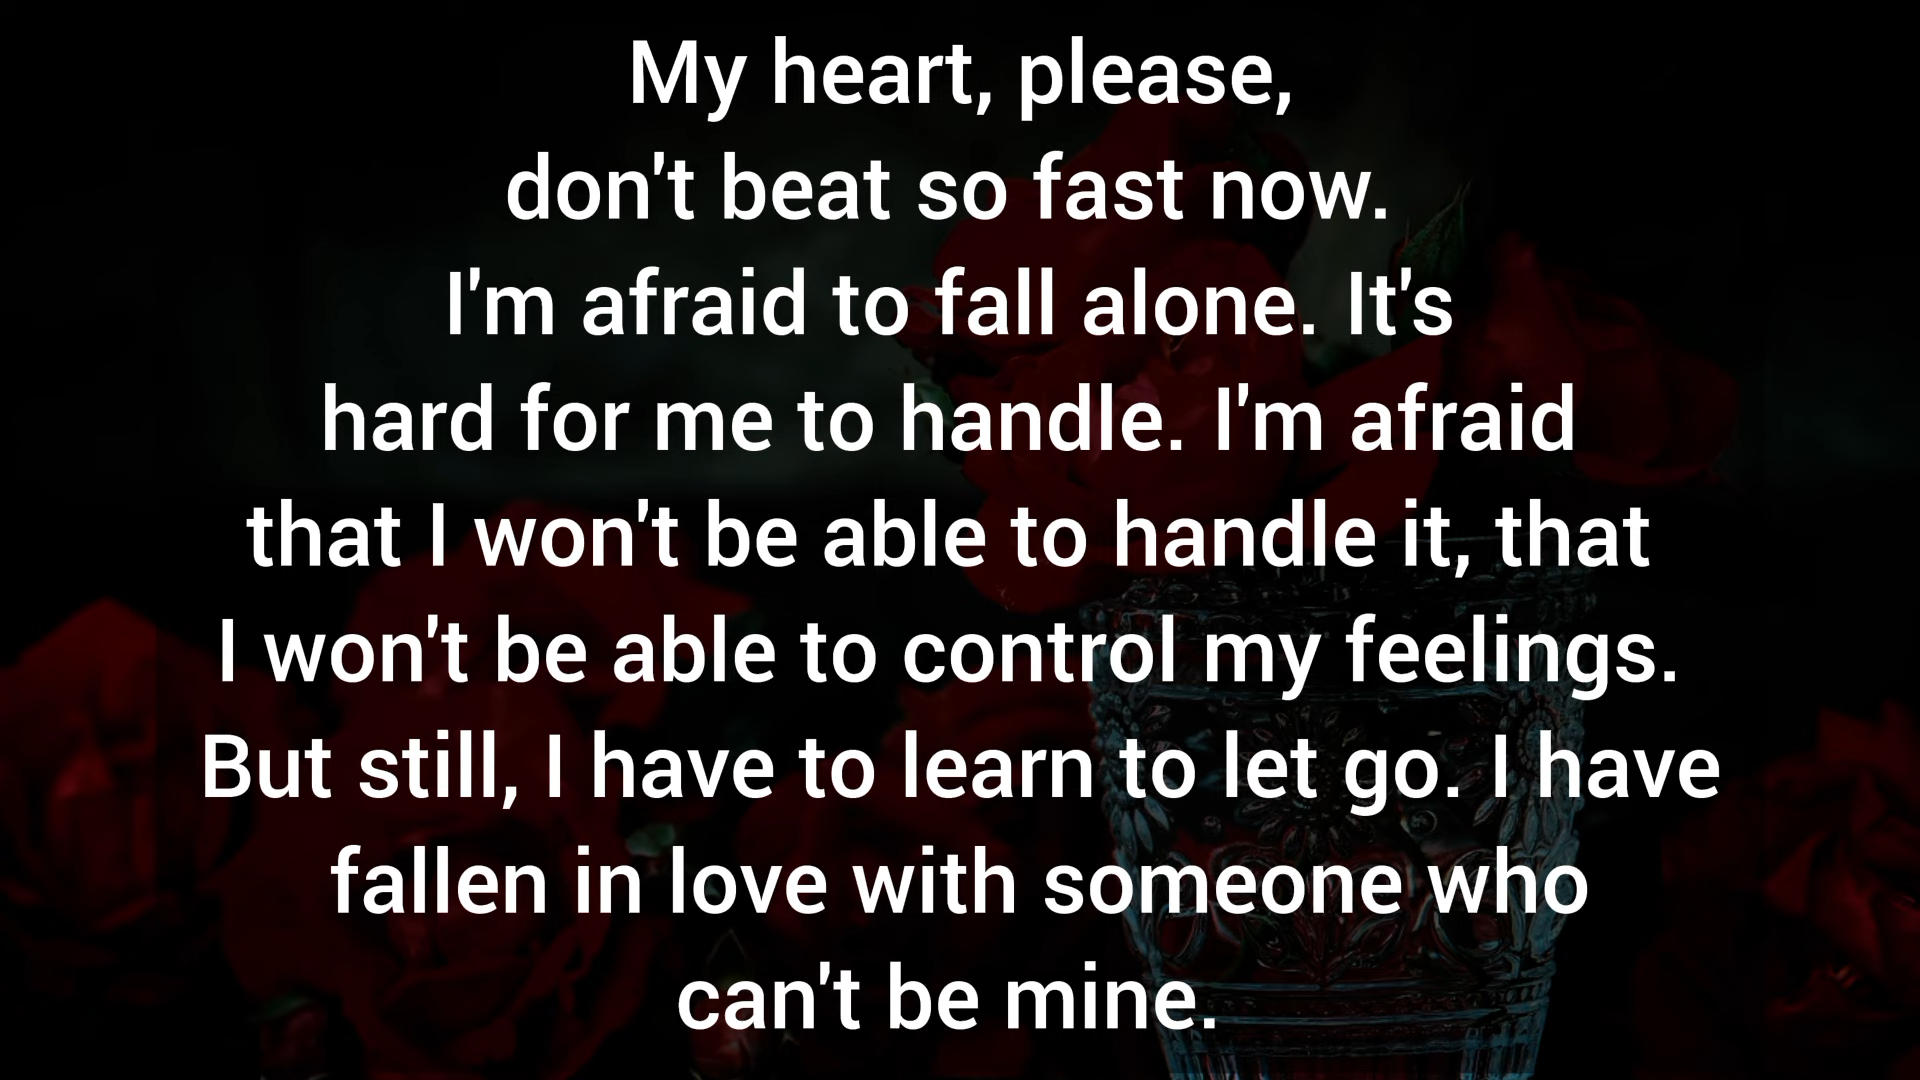 My heart, please,
don't beat so fast now.
I'm afraid to fall alone. It's
hard for me to handle. I'm afraid
that I won't be able to handle it, that
I won't be able to control my feelings.
But still, I have to learn to let go. I have
fallen in love with someone who
can't be mine.